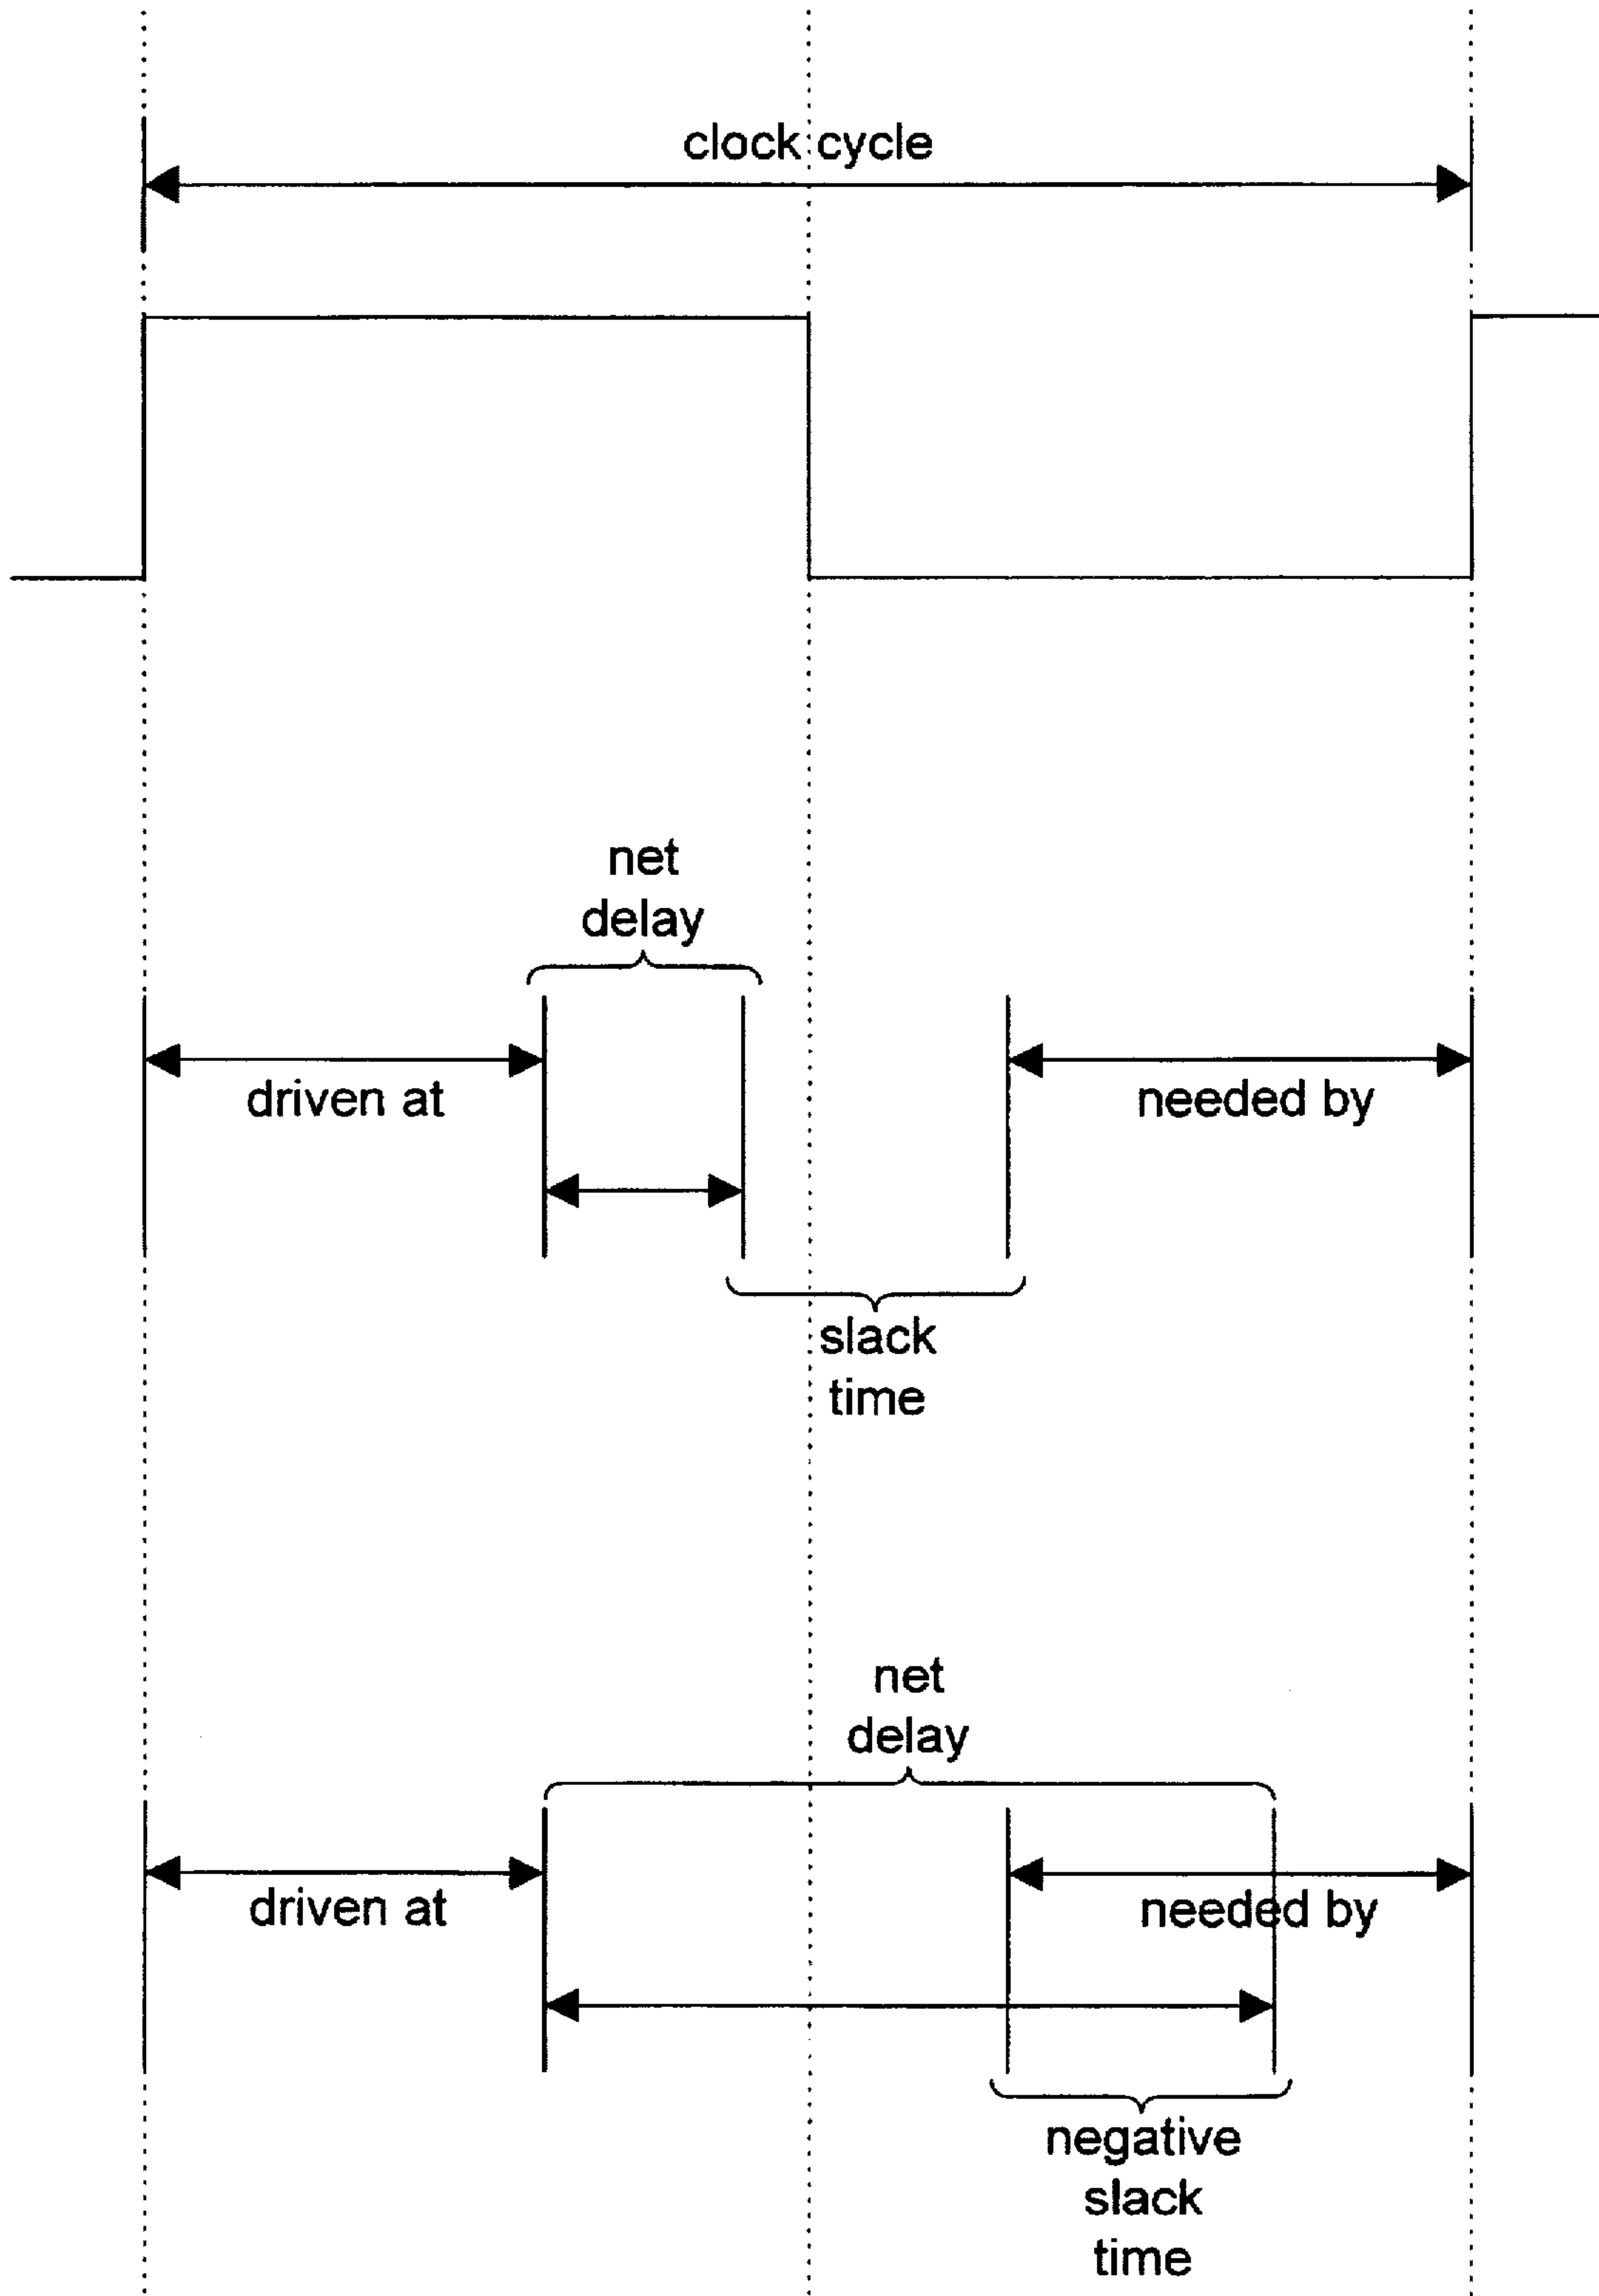 clock cycle
net
delay
driven at
needed by
slack
time
net
delay
driven at
needed by
negative
slack
time